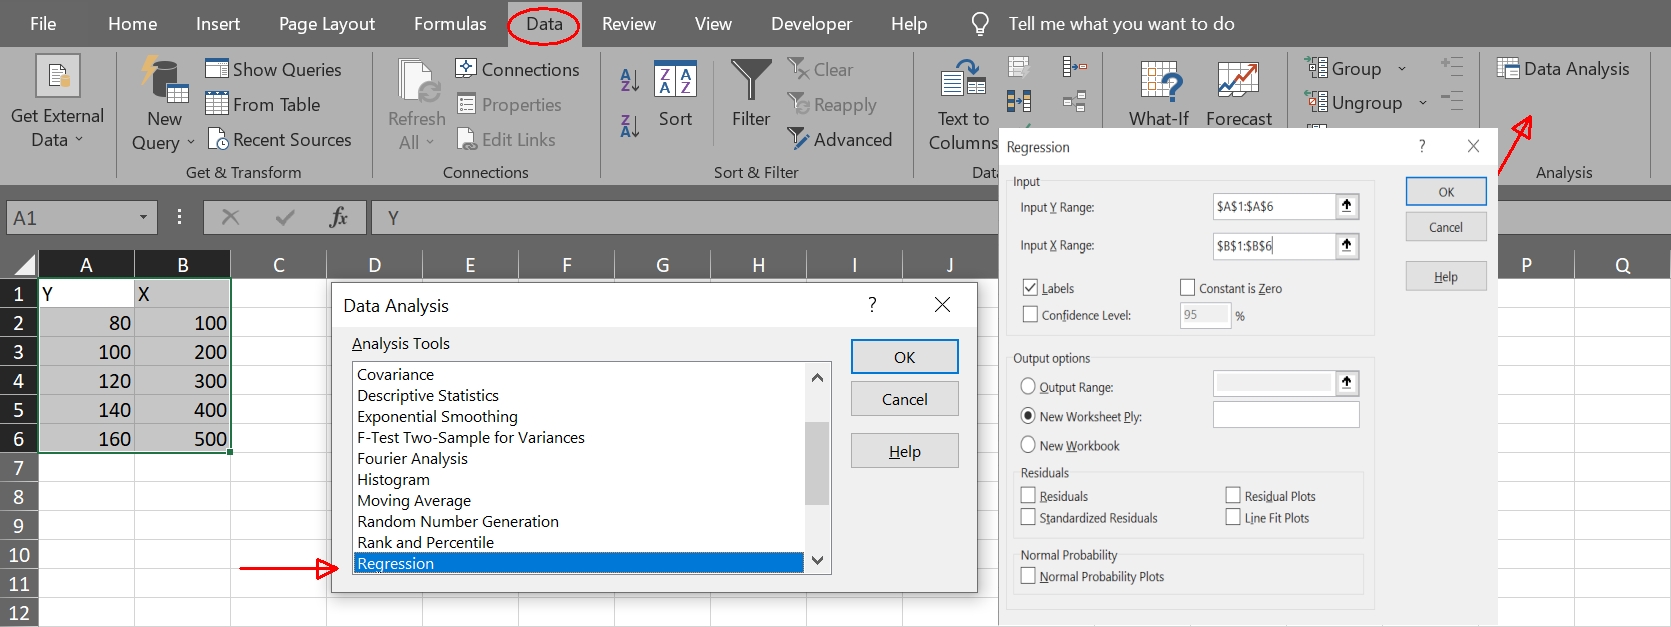 File Home Insert Page Layout Formulas Data Review View Developer Help Tell me what you want to do
Get External
Data
New
Query
Show Queries
From Table
Recent Sources
Get & Transform
Refresh
All
Connections
Properties
Edit Links
Connections
A
Z
Z
A
Z A
A Z
Sort
Filter
Clear
Reapply
Advanced
Sort & Filter
Text to
Columns
Data
What-If
Forecast
Group
Ungroup
Data Analysis
Analysis
A1 fx Y
A B C D E F G H I J P Q
1 Y X
2 80 100
3 100 200
4 120 300
5 140 400
6 160 500
7
8
9
10
11
12
Data Analysis ?
Analysis Tools
Covariance
Descriptive Statistics
Exponential Smoothing
F-Test Two-Sample for Variances
Fourier Analysis
Histogram
Moving Average
Random Number Generation
Rank and Percentile
Regression
OK
Cancel
Help
Regression ?
Input
Input Y Range: $A$1:$A$6
Input X Range: $B$1:$B$6
Labels Constant is Zero
Confidence Level: 95 %
OK
Cancel
Help
Output options
Output Range:
New Worksheet Ply:
New Workbook
Residuals
Residuals Residual Plots
Standardized Residuals Line Fit Plots
Normal Probability
Normal Probability Plots